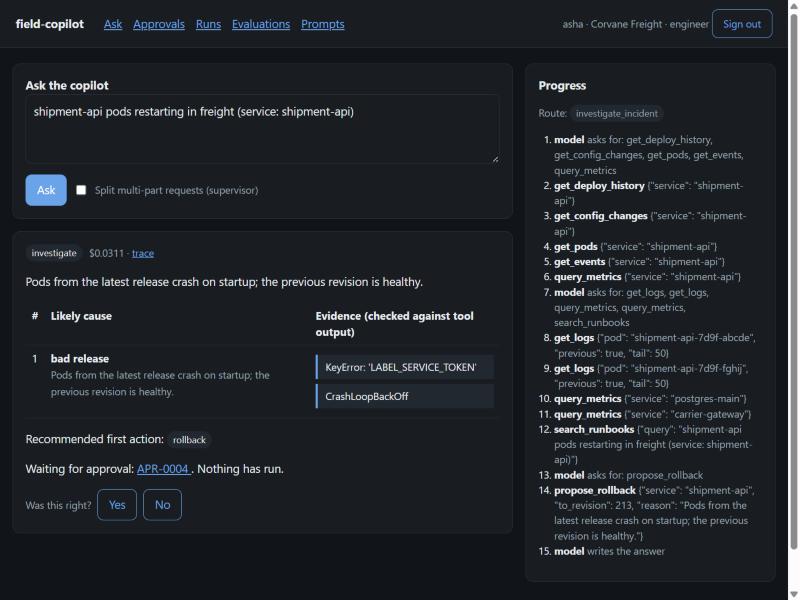 field-copilot Ask Approvals Runs Evaluations Prompts asha · Corvane Freight · engineer Sign out
Ask the copilot
shipment-api pods restarting in freight (service: shipment-api)
Ask Split multi-part requests (supervisor)
investigate $0.0311 · trace
Pods from the latest release crash on startup; the previous revision is healthy.
# Likely cause Evidence (checked against tool
output)
1 bad release
Pods from the latest release crash on startup; the
previous revision is healthy.
KeyError: 'LABEL_SERVICE_TOKEN'
CrashLoopBackOff
Recommended first action: rollback
Waiting for approval: APR-0004 . Nothing has run.
Was this right? Yes No
Progress
Route: investigate_incident
1. model asks for: get_deploy_history,
get_config_changes, get_pods, get_events,
query_metrics
2. get_deploy_history {"service": "shipment-
api"}
3. get_config_changes {"service": "shipment-
api"}
4. get_pods {"service": "shipment-api"}
5. get_events {"service": "shipment-api"}
6. query_metrics {"service": "shipment-api"}
7. model asks for: get_logs, get_logs,
query_metrics, query_metrics,
search_runbooks
8. get_logs {"pod": "shipment-api-7d9f-abcde",
"previous": true, "tail": 50}
9. get_logs {"pod": "shipment-api-7d9f-fghij",
"previous": true, "tail": 50}
10. query_metrics {"service": "postgres-main"}
11. query_metrics {"service": "carrier-gateway"}
12. search_runbooks {"query": "shipment-api
pods restarting in freight (service: shipment-
api)"}
13. model asks for: propose_rollback
14. propose_rollback {"service": "shipment-api",
"to_revision": 213, "reason": "Pods from the
latest release crash on startup; the previous
revision is healthy."}
15. model writes the answer